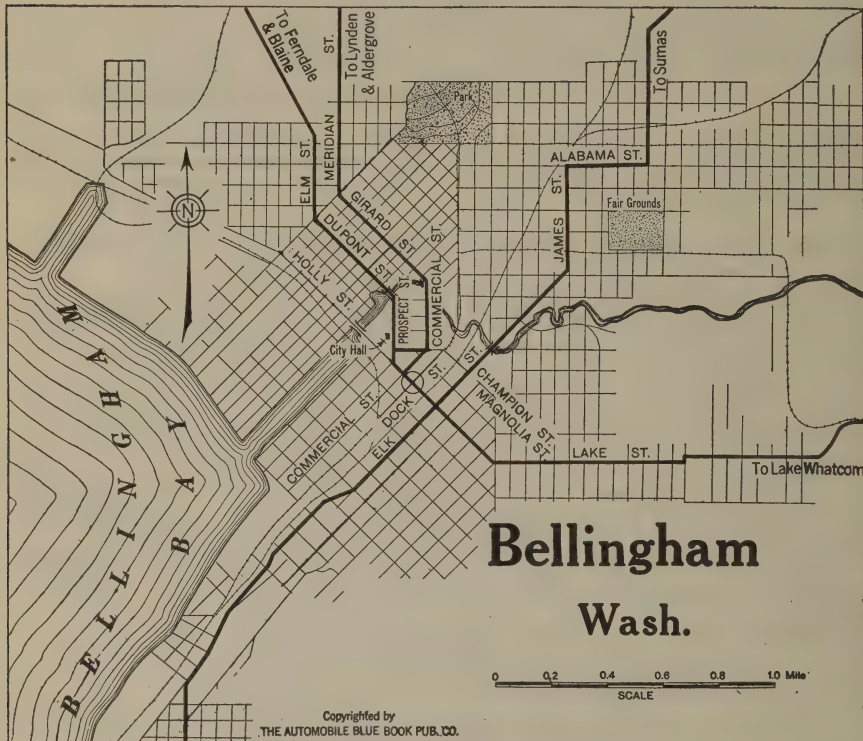 To Ferndale
& Blaine
ST.
To Lynden
& Aldergrove
To Sumas
Park
ELM ST.
MERIDIAN
ALABAMA ST.
JAMES ST.
Fair Grounds
N
GIRARD ST.
DUPONT ST.
HOLLY ST.
PROSPECT ST.
COMMERCIAL ST.
City Hall
DOCK ST.
ELK ST.
CHAMPION ST.
MAGNOLIA ST.
COMMERCIAL ST.
LAKE ST.
To Lake Whatcom
BELLINGHAM
BAY
Bellingham
Wash.
0 0.2 0.4 0.6 0.8 1.0 Mile
SCALE
Copyrighted by
THE AUTOMOBILE BLUE BOOK PUB. CO.